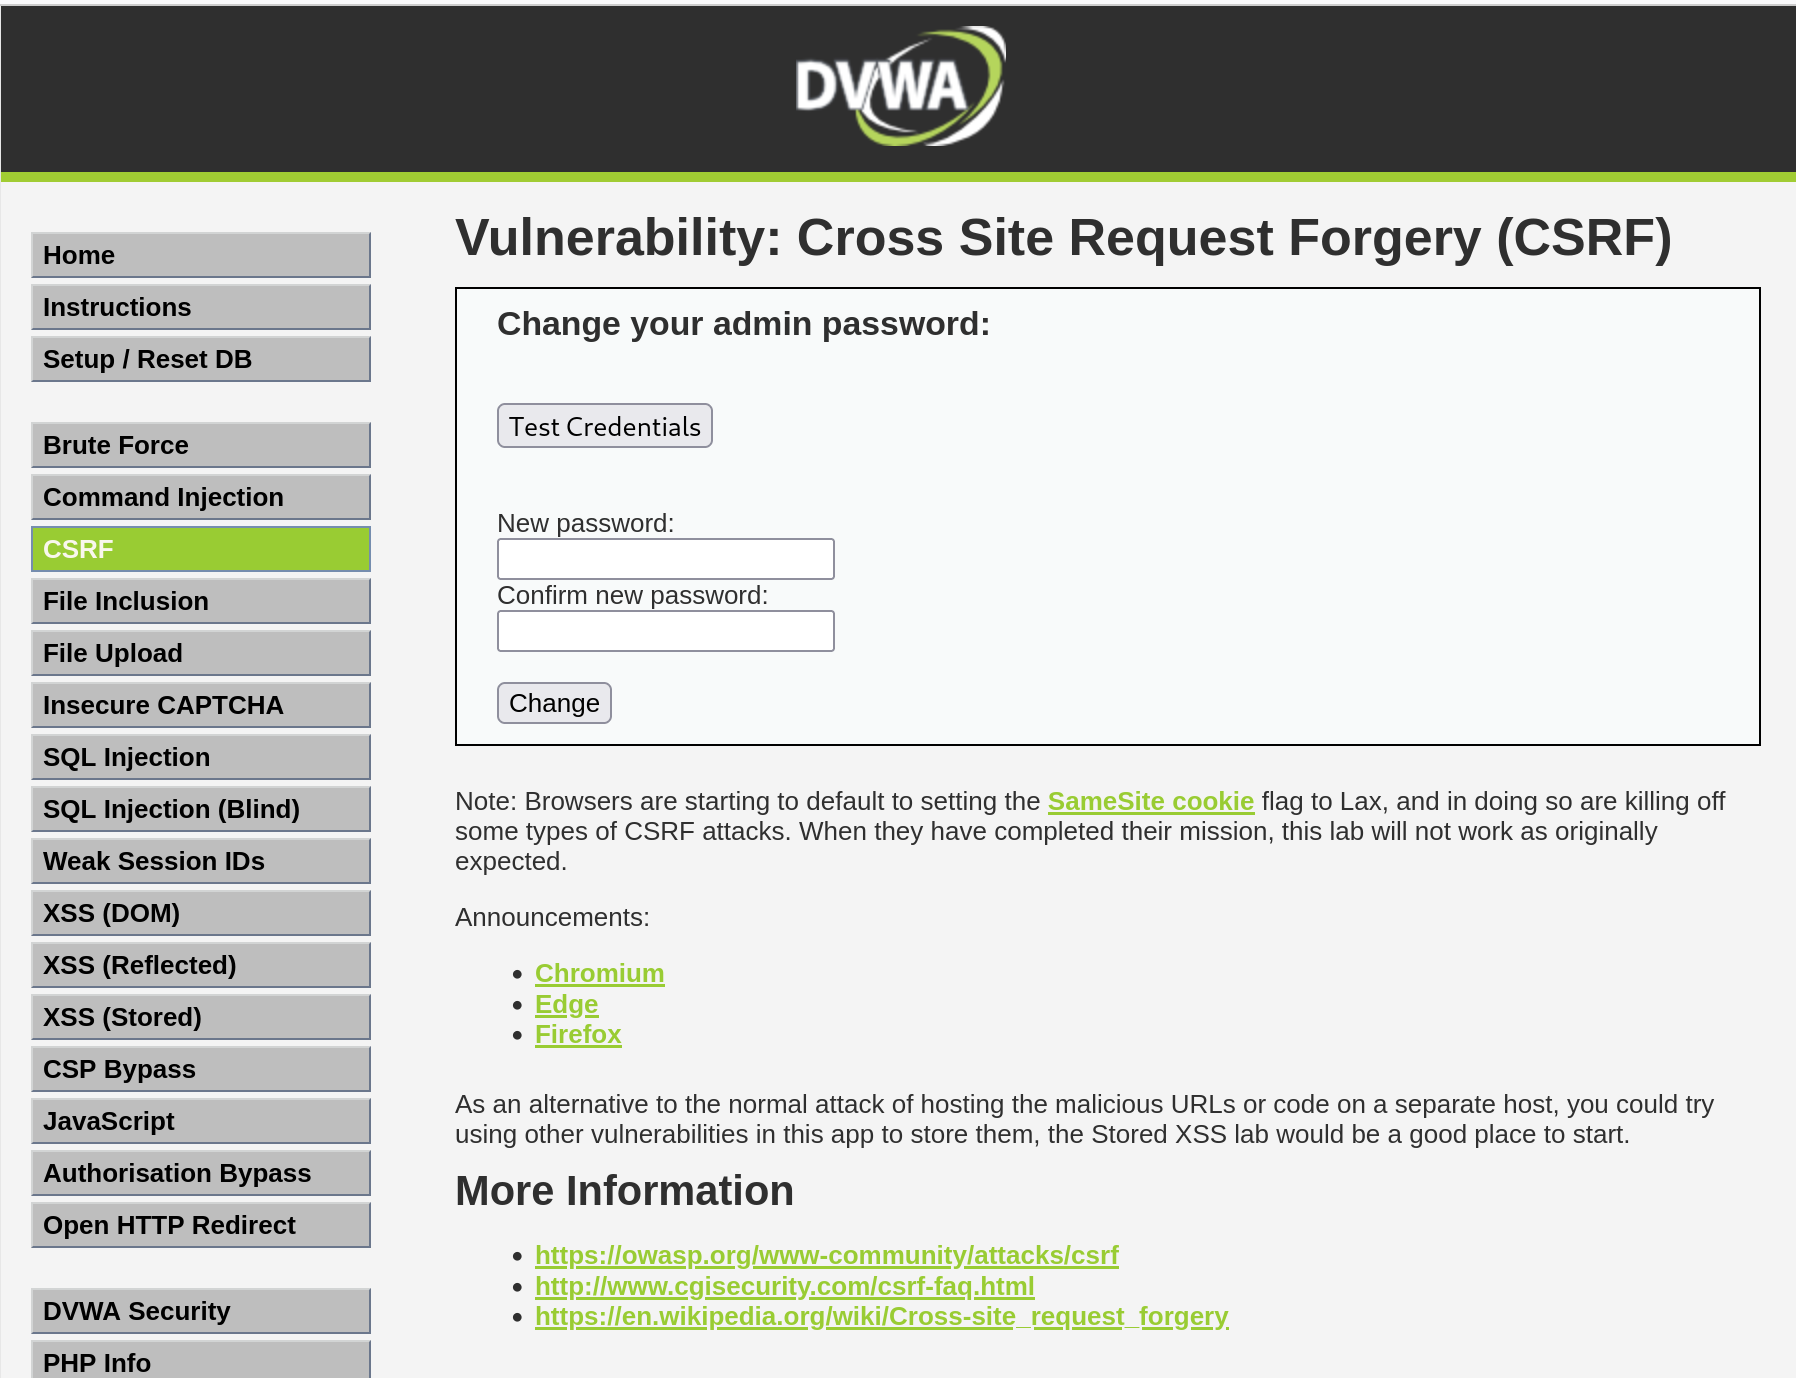 DVWA
Home
Instructions
Setup / Reset DB
Brute Force
Command Injection
CSRF
File Inclusion
File Upload
Insecure CAPTCHA
SQL Injection
SQL Injection (Blind)
Weak Session IDs
XSS (DOM)
XSS (Reflected)
XSS (Stored)
CSP Bypass
JavaScript
Authorisation Bypass
Open HTTP Redirect
DVWA Security
PHP Info
Vulnerability: Cross Site Request Forgery (CSRF)
Change your admin password:
Test Credentials
New password:
Confirm new password:
Change
Note: Browsers are starting to default to setting the SameSite cookie flag to Lax, and in doing so are killing off
some types of CSRF attacks. When they have completed their mission, this lab will not work as originally
expected.
Announcements:
Chromium
Edge
Firefox
As an alternative to the normal attack of hosting the malicious URLs or code on a separate host, you could try
using other vulnerabilities in this app to store them, the Stored XSS lab would be a good place to start.
More Information
https://owasp.org/www-community/attacks/csrf
http://www.cgisecurity.com/csrf-faq.html
https://en.wikipedia.org/wiki/Cross-site_request_forgery